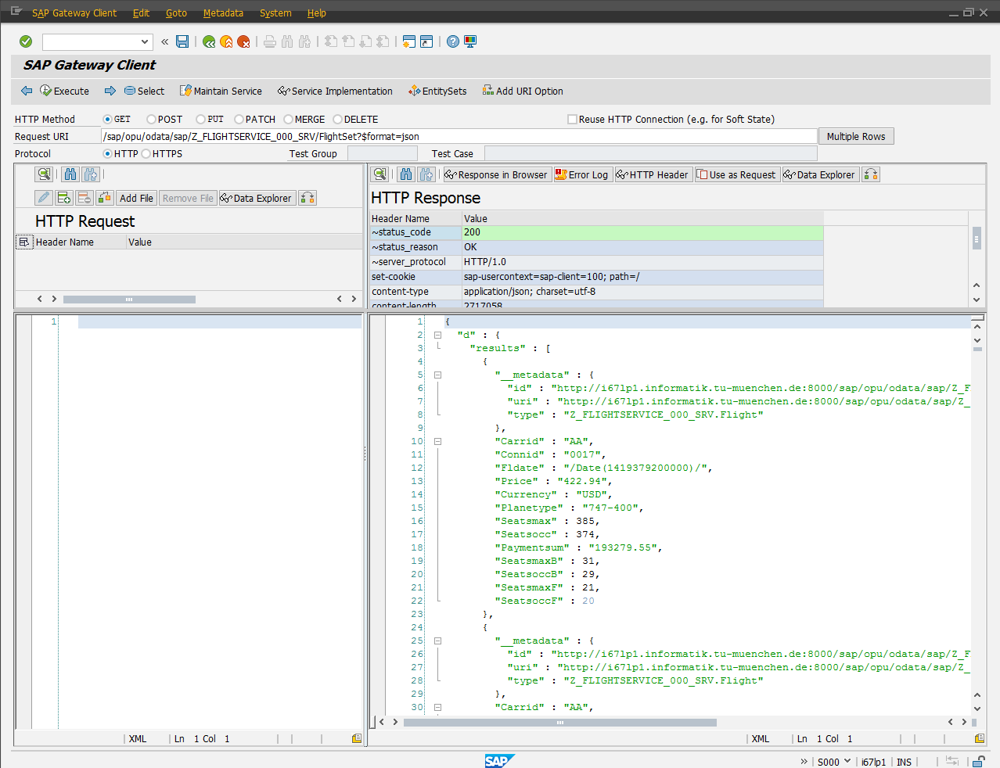 SAP Gateway Client Edit Goto Metadata System Help
SAP Gateway Client
Execute Select Maintain Service Service Implementation EntitySets Add URI Option
HTTP Method GET POST PUT PATCH MERGE DELETE Reuse HTTP Connection (e.g. for Soft State)
Request URI /sap/opu/odata/sap/Z_FLIGHTSERVICE_000_SRV/FlightSet?$format=json Multiple Rows
Protocol HTTP HTTPS Test Group Test Case
Add File Remove File Data Explorer
HTTP Request
Header Name Value
1
XML Ln 1 Col 1
Response in Browser Error Log HTTP Header Use as Request Data Explorer
HTTP Response
Header Name Value
~status_code 200
~status_reason OK
~server_protocol HTTP/1.0
set-cookie sap-usercontext=sap-client=100; path=/
content-type application/json; charset=utf-8
content-length 2717058
1 {
2 "d" : {
3 "results" : [
4 {
5 "__metadata" : {
6 "id" : "http://i67lp1.informatik.tu-muenchen.de:8000/sap/opu/odata/sap/Z_F
7 "uri" : "http://i67lp1.informatik.tu-muenchen.de:8000/sap/opu/odata/sap/Z_
8 "type" : "Z_FLIGHTSERVICE_000_SRV.Flight"
9 },
10 "Carrid" : "AA",
11 "Connid" : "0017",
12 "Fldate" : "/Date(1419379200000)/",
13 "Price" : "422.94",
14 "Currency" : "USD",
15 "Planetype" : "747-400",
16 "Seatsmax" : 385,
17 "Seatsocc" : 374,
18 "Paymentsum" : "193279.55",
19 "SeatsmaxB" : 31,
20 "SeatsoccB" : 29,
21 "SeatsmaxF" : 21,
22 "SeatsoccF" : 20
23 },
24 {
25 "__metadata" : {
26 "id" : "http://i67lp1.informatik.tu-muenchen.de:8000/sap/opu/odata/sap/Z_F
27 "uri" : "http://i67lp1.informatik.tu-muenchen.de:8000/sap/opu/odata/sap/Z_
28 "type" : "Z_FLIGHTSERVICE_000_SRV.Flight"
29 },
30 "Carrid" : "AA",
XML Ln 1 Col 1
SAP
S000 i67lp1 INS